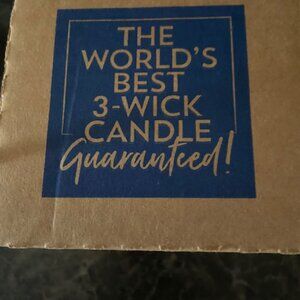 THE
WORLD'S
BEST
3-WICK
CANDLE
Guaranteed!